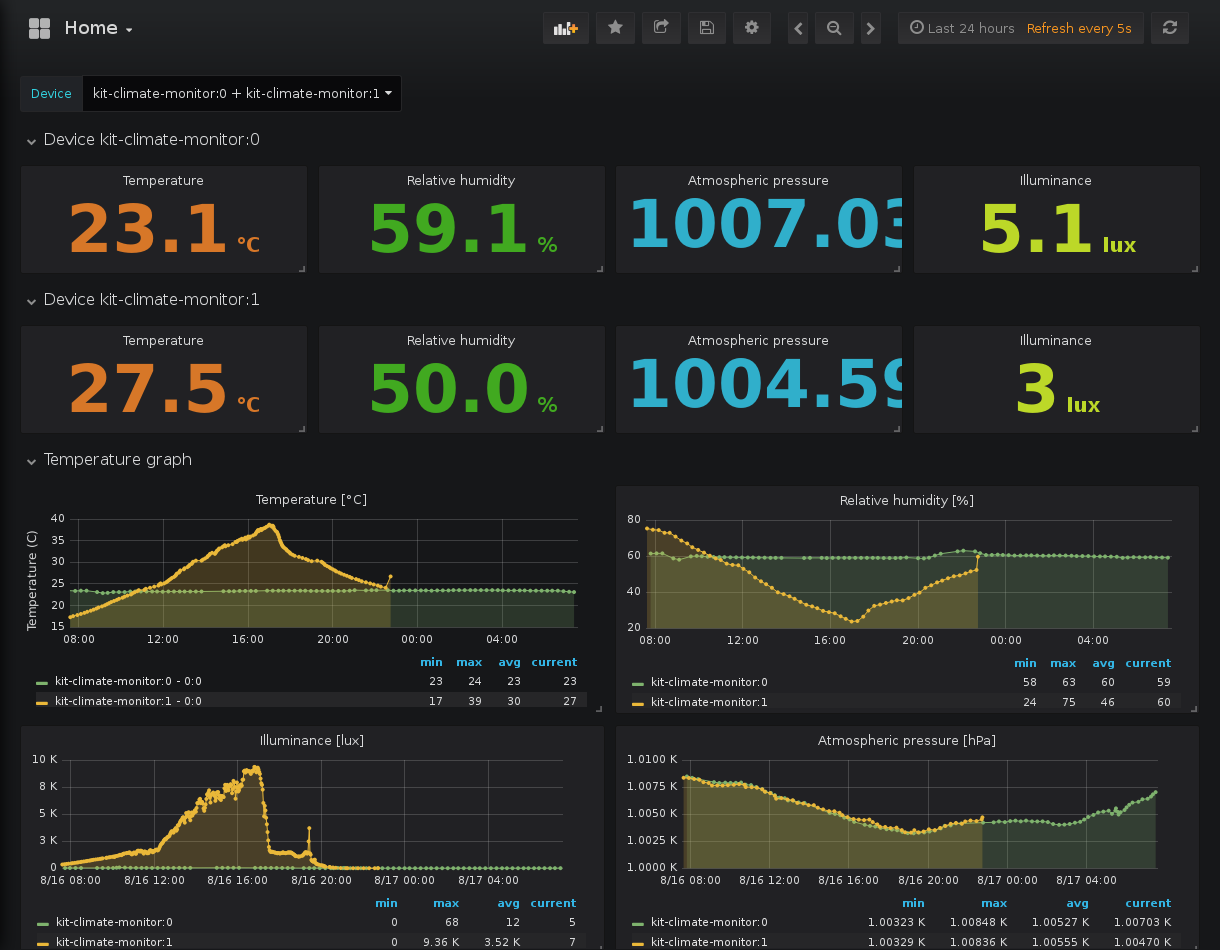 Home
Last 24 hours Refresh every 5s
Device kit-climate-monitor:0 + kit-climate-monitor:1
Device kit-climate-monitor:0
Temperature Relative humidity Atmospheric pressure Illuminance
23.1 °C 59.1 % 1007.03 5.1 lux
Device kit-climate-monitor:1
Temperature Relative humidity Atmospheric pressure Illuminance
27.5 °C 50.0 % 1004.59 3 lux
Temperature graph
Temperature [°C]
Temperature (C)
40
35
30
25
20
15
08:00 12:00 16:00 20:00 00:00 04:00
min max avg current
kit-climate-monitor:0 - 0:0 23 24 23 23
kit-climate-monitor:1 - 0:0 17 39 30 27
Relative humidity [%]
80
60
40
20
08:00 12:00 16:00 20:00 00:00 04:00
min max avg current
kit-climate-monitor:0 58 63 60 59
kit-climate-monitor:1 24 75 46 60
Illuminance [lux]
10 K
8 K
5 K
3 K
0
8/16 08:00 8/16 12:00 8/16 16:00 8/16 20:00 8/17 00:00 8/17 04:00
min max avg current
kit-climate-monitor:0 0 68 12 5
kit-climate-monitor:1 0 9.36 K 3.52 K 7
Atmospheric pressure [hPa]
1.0100 K
1.0075 K
1.0050 K
1.0025 K
1.0000 K
8/16 08:00 8/16 12:00 8/16 16:00 8/16 20:00 8/17 00:00 8/17 04:00
min max avg current
kit-climate-monitor:0 1.00323 K 1.00848 K 1.00527 K 1.00703 K
kit-climate-monitor:1 1.00329 K 1.00836 K 1.00555 K 1.00470 K